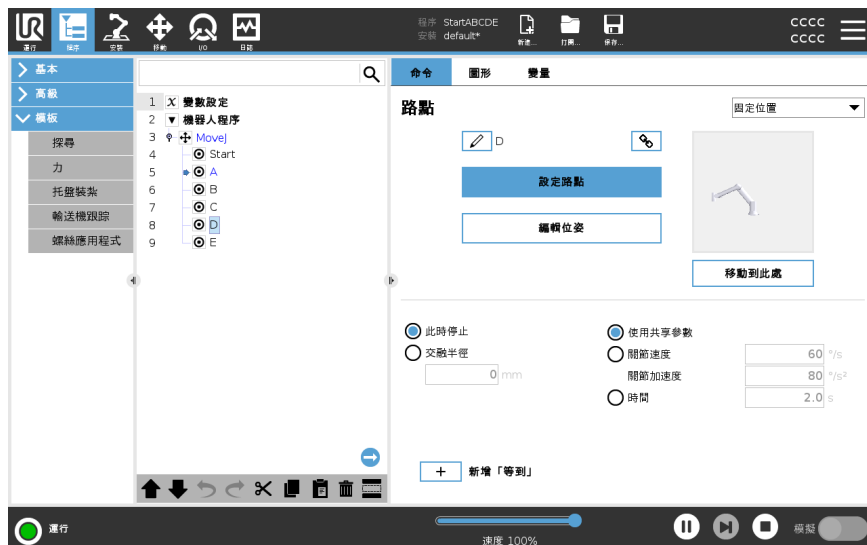 UR
運行
程序
安裝
移動
I/O
日誌
程序 StartABCDE
安裝 default*
新建...
打開...
保存...
CCCC
CCCC
基本
高級
模板
探尋
力
托盤裝紮
輸送機跟踪
螺絲應用程式
1 X 變數設定
2 ▼ 機器人程序
3 MoveJ
4 Start
5 A
6 B
7 C
8 D
9 E
命令 圖形 變量
路點
固定位置
D
設定路點
編輯位姿
移動到此處
此時停止
交融半徑
0 mm
使用共享參數
關節速度 60 °/s
關節加速度 80 °/s²
時間 2.0 s
+ 新增「等到」
運行
速度 100%
模擬